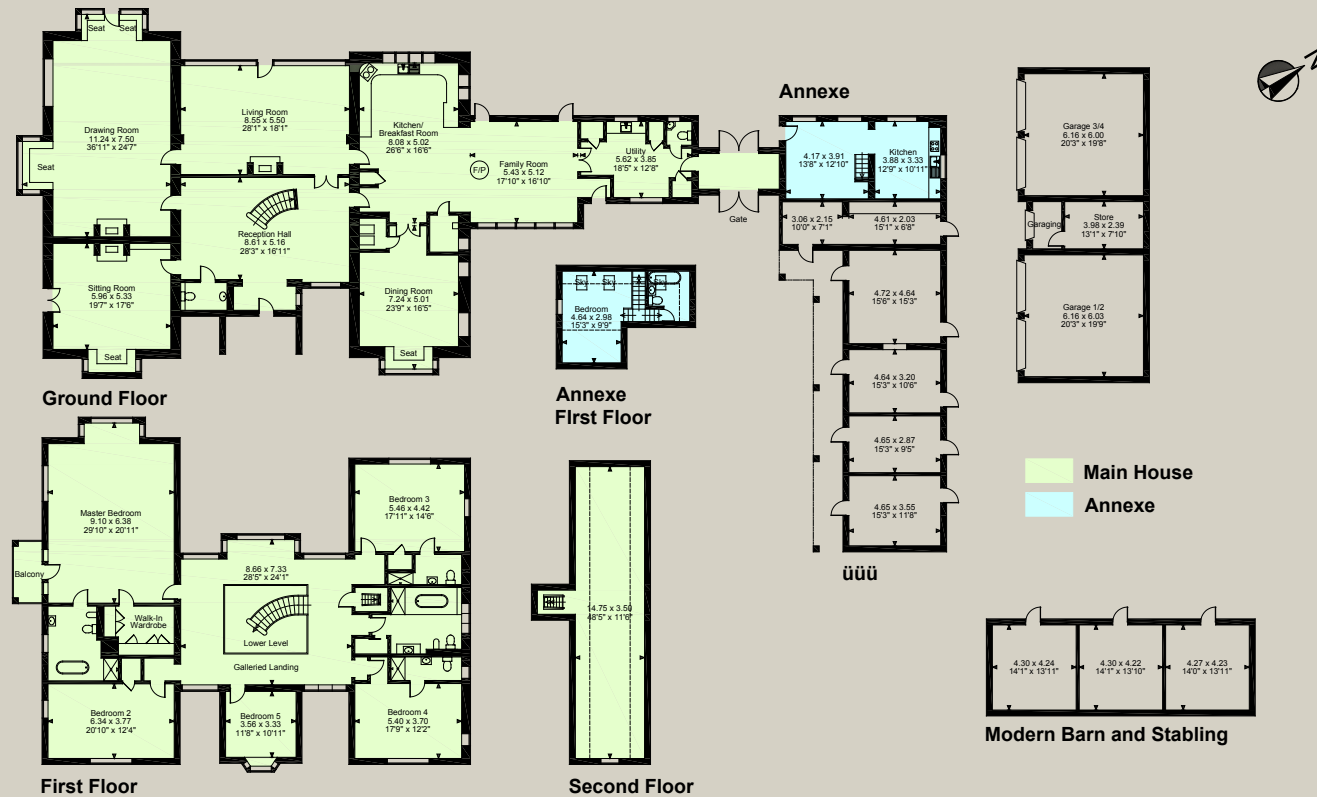 Seat
Seat
Drawing Room
11.24 x 7.50
36'11" x 24'7"
Seat
Living Room
8.55 x 5.50
28'1" x 18'1"
Kitchen/
Breakfast Room
8.08 x 5.02
26'6" x 16'6"
Family Room
5.43 x 5.12
17'10" x 16'10"
F/P
Utility
5.62 x 3.85
18'5" x 12'8"
Gate
Reception Hall
8.61 x 5.16
28'3" x 16'11"
Sitting Room
5.96 x 5.33
19'7" x 17'6"
Seat
Dining Room
7.24 x 5.01
23'9" x 16'5"
Seat
Ground Floor
Annexe
4.17 x 3.91
13'8" x 12'10"
Kitchen
3.88 x 3.33
12'9" x 10'11"
3.06 x 2.15
10'0" x 7'1"
4.61 x 2.03
15'1" x 6'8"
4.72 x 4.64
15'6" x 15'3"
4.64 x 3.20
15'3" x 10'6"
4.65 x 2.87
15'3" x 9'5"
4.65 x 3.55
15'3" x 11'8"
üüü
Sky
Sky
Bedroom
4.64 x 2.98
15'3" x 9'9"
Annexe
FIrst Floor
Garage 3/4
6.16 x 6.00
20'3" x 19'8"
Garaging
Store
3.98 x 2.39
13'1" x 7'10"
Garage 1/2
6.16 x 6.03
20'3" x 19'9"
Main House
Annexe
Master Bedroom
9.10 x 6.38
29'10" x 20'11"
Balcony
Walk-In
Wardrobe
8.66 x 7.33
28'5" x 24'1"
Lower Level
Galleried Landing
Bedroom 3
5.46 x 4.42
17'11" x 14'6"
Bedroom 2
6.34 x 3.77
20'10" x 12'4"
Bedroom 5
3.56 x 3.33
11'8" x 10'11"
Bedroom 4
5.40 x 3.70
17'9" x 12'2"
First Floor
14.75 x 3.50
48'5" x 11'6"
Second Floor
4.30 x 4.24
14'1" x 13'11"
4.30 x 4.22
14'1" x 13'10"
4.27 x 4.23
14'0" x 13'11"
Modern Barn and Stabling